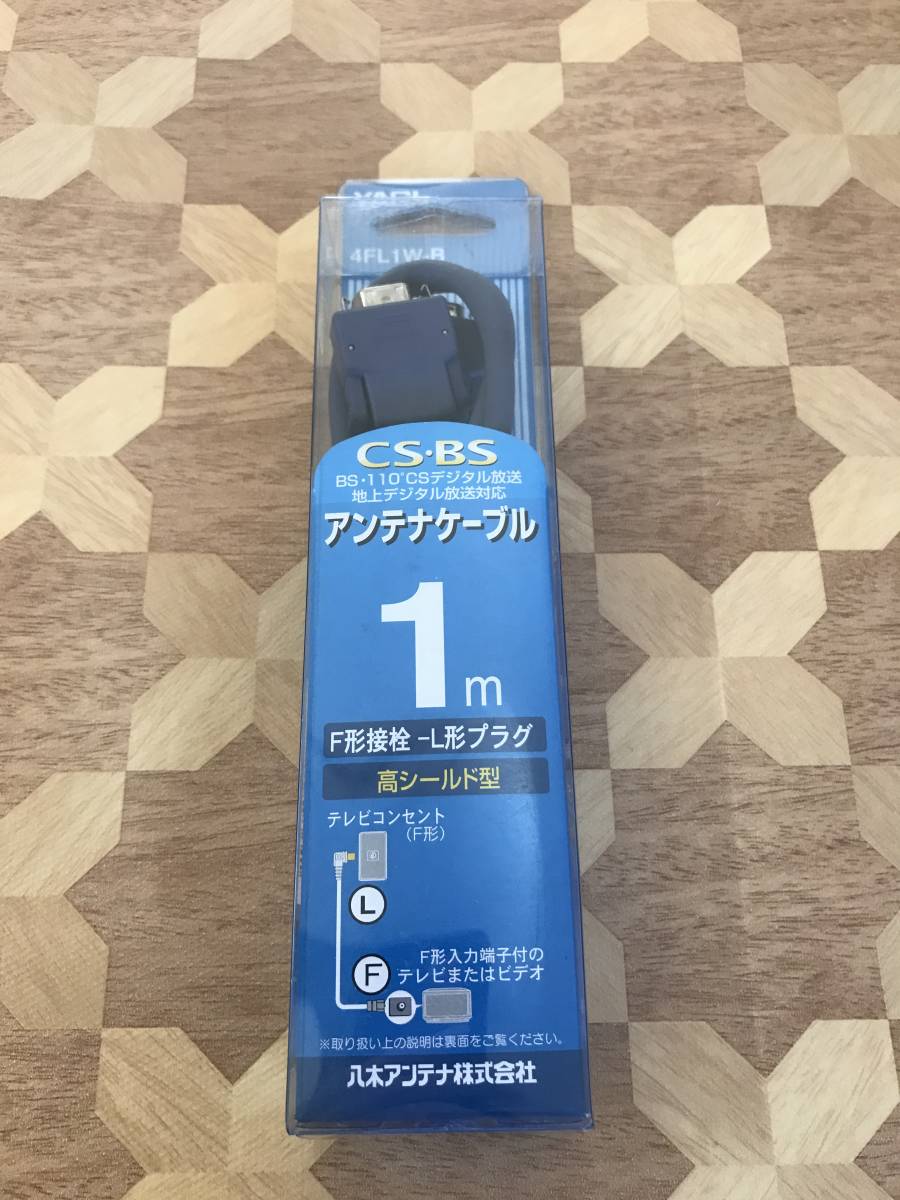 YAGI
4FL1W-B
CS・BS
BS・110°CSデジタル放送
地上デジタル放送対応
アンテナケーブル
1m
F形接栓 -L形プラグ
高シールド型
テレビコンセント
(F形)
L
F
F形入力端子付の
テレビまたはビデオ
※取り扱い上の説明は裏面をご覧ください。
八木アンテナ株式会社